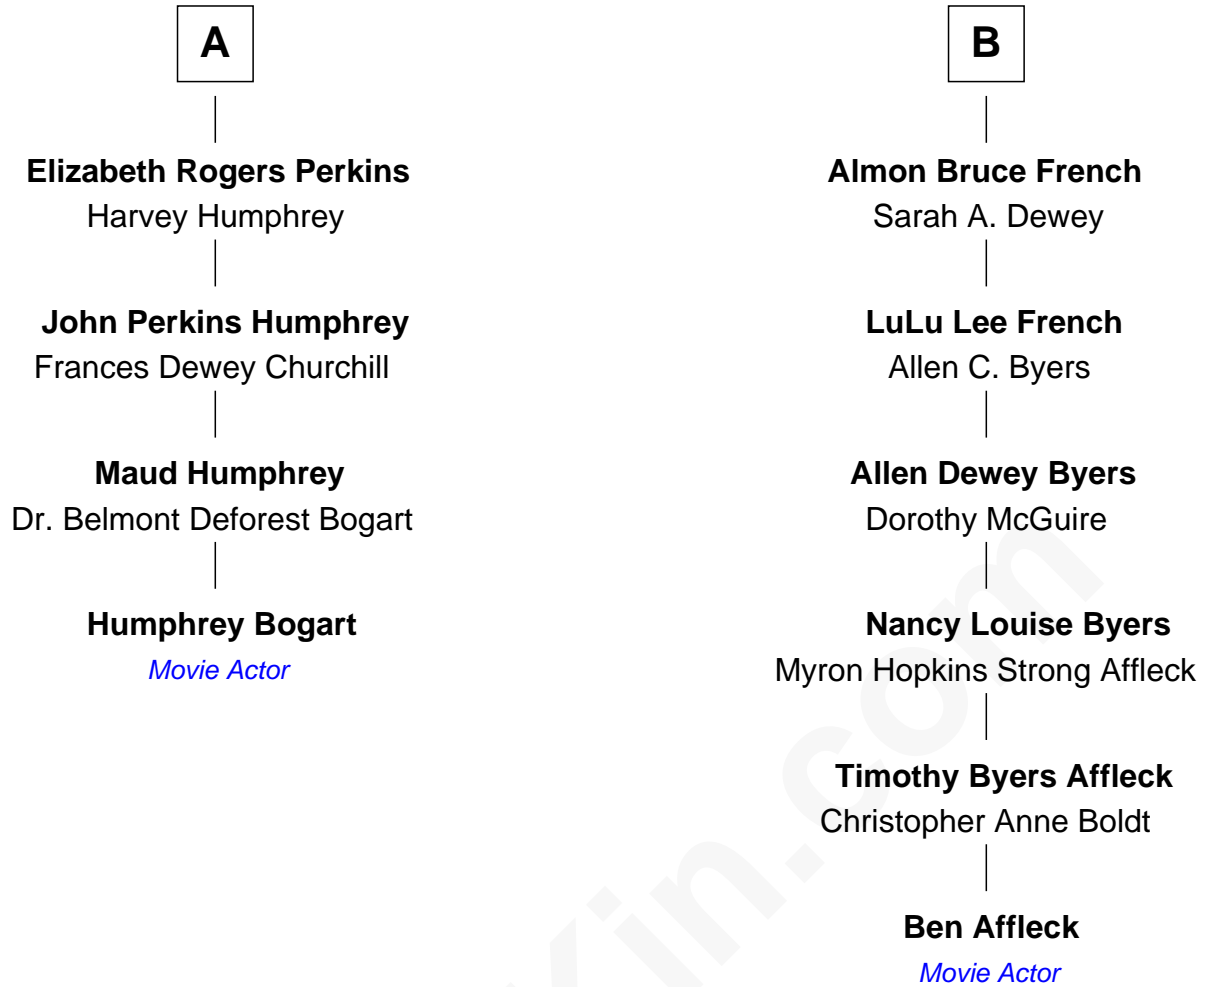 A
Elizabeth Rogers Perkins
Harvey Humphrey
John Perkins Humphrey
Frances Dewey Churchill
Maud Humphrey
Dr. Belmont Deforest Bogart
Humphrey Bogart
Movie Actor
B
Almon Bruce French
Sarah A. Dewey
LuLu Lee French
Allen C. Byers
Allen Dewey Byers
Dorothy McGuire
Nancy Louise Byers
Myron Hopkins Strong Affleck
Timothy Byers Affleck
Christopher Anne Boldt
Ben Affleck
Movie Actor